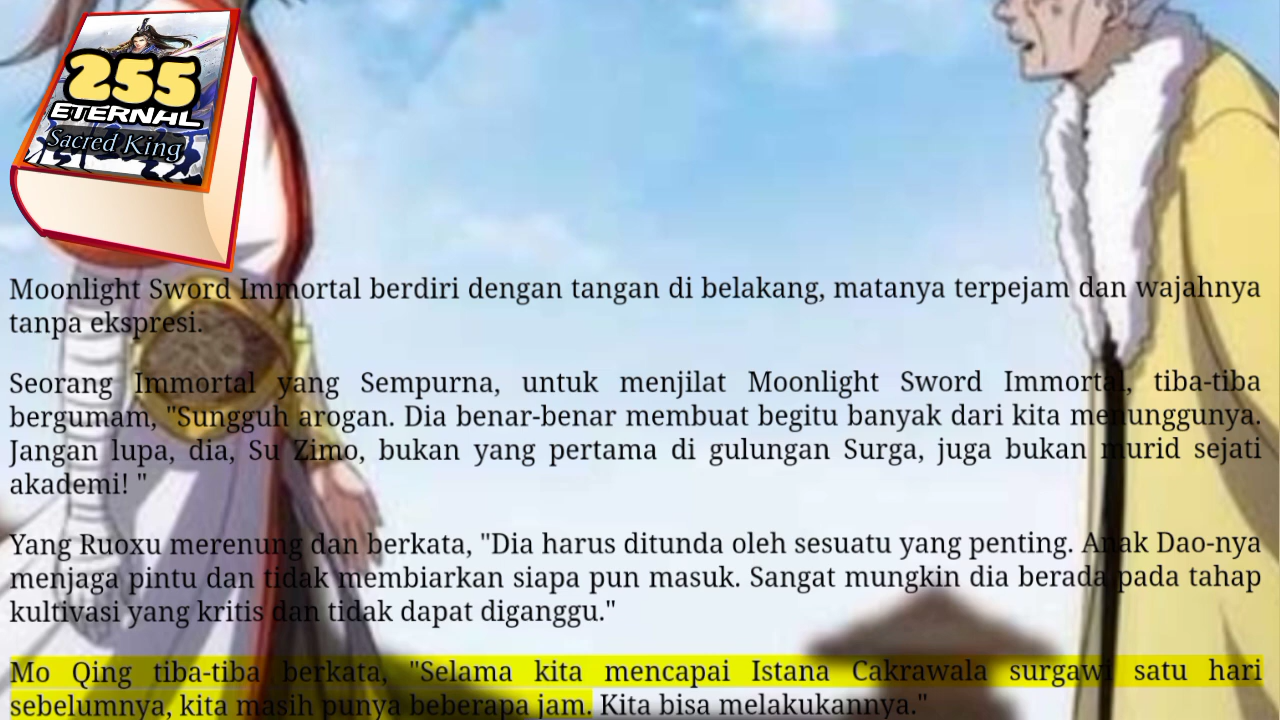 255
ETERNAL
Sacred King
Moonlight Sword Immortal berdiri dengan tangan di belakang, matanya terpejam dan wajahnya
tanpa ekspresi.
Seorang Immortal yang Sempurna, untuk menjilat Moonlight Sword Immortal, tiba-tiba
bergumam, "Sungguh arogan. Dia benar-benar membuat begitu banyak dari kita menunggunya.
Jangan lupa, dia, Su Zimo, bukan yang pertama di gulungan Surga, juga bukan murid sejati
akademi! "
Yang Ruoxu merenung dan berkata, "Dia harus ditunda oleh sesuatu yang penting. Anak Dao-nya
menjaga pintu dan tidak membiarkan siapa pun masuk. Sangat mungkin dia berada pada tahap
kultivasi yang kritis dan tidak dapat diganggu."
Mo Qing tiba-tiba berkata, "Selama kita mencapai Istana Cakrawala surgawi satu hari
sebelumnya, kita masih punya beberapa jam. Kita bisa melakukannya."